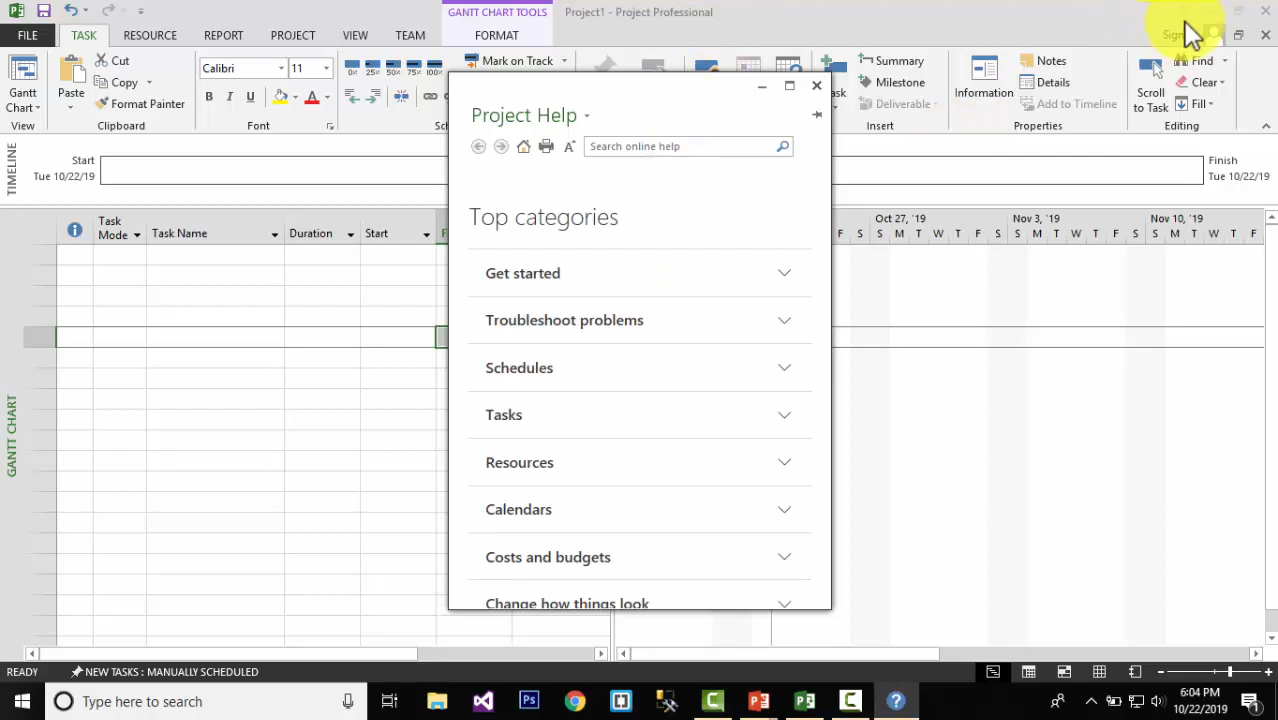 GANTT CHART TOOLS Project1 - Project Professional
FILE TASK RESOURCE REPORT PROJECT VIEW TEAM FORMAT
Gantt Chart
View
Paste
Cut
Copy
Format Painter
Clipboard
Calibri 11
B I U A
Font
0% 25% 50% 75% 100%
Mark on Track
Summary
Milestone
Deliverable
Insert
Information
Notes
Details
Add to Timeline
Properties
Scroll to Task
Find
Clear
Fill
Editing
TIMELINE
Start
Tue 10/22/19
Finish
Tue 10/22/19
Project Help
Search online help
Top categories
Get started
Troubleshoot problems
Schedules
Tasks
Resources
Calendars
Costs and budgets
Change how things look
Task Mode Task Name Duration Start
Oct 27, '19 Nov 3, '19 Nov 10, '19
F S S M T W T F S S M T W T F S S M T W T F
GANTT CHART
READY NEW TASKS : MANUALLY SCHEDULED
Type here to search
6:04 PM
10/22/2019